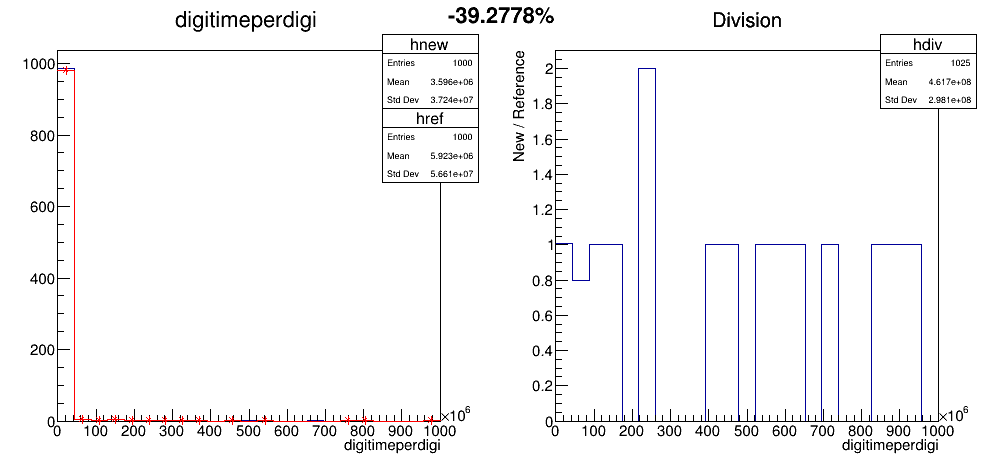 digitimeperdigi
-39.2778%
Division
hnew
Entries 1000
Mean 3.596e+06
Std Dev 3.724e+07
href
Entries 1000
Mean 5.923e+06
Std Dev 5.661e+07
1000
800
600
400
200
0
0 100 200 300 400 500 600 700 800 900 1000
×10⁶
digitimeperdigi
hdiv
Entries 1025
Mean 4.617e+08
Std Dev 2.981e+08
New / Reference
2
1.8
1.6
1.4
1.2
1
0.8
0.6
0.4
0.2
0
0 100 200 300 400 500 600 700 800 900 1000
×10⁶
digitimeperdigi